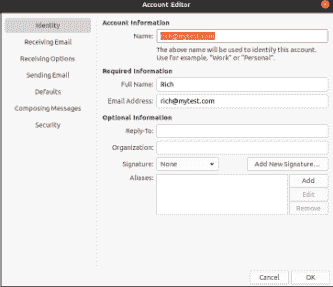 Account Editor
Identity
Receiving Email
Receiving Options
Sending Email
Defaults
Composing Messages
Security
Account Information
Name: rich@mytest.com
The above name will be used to identify this account.
Use for example, "Work" or "Personal".
Required Information
Full Name: Rich
Email Address: rich@mytest.com
Optional Information
Reply-To:
Organization:
Signature: None Add New Signature...
Aliases: Add
Edit
Remove
Cancel OK